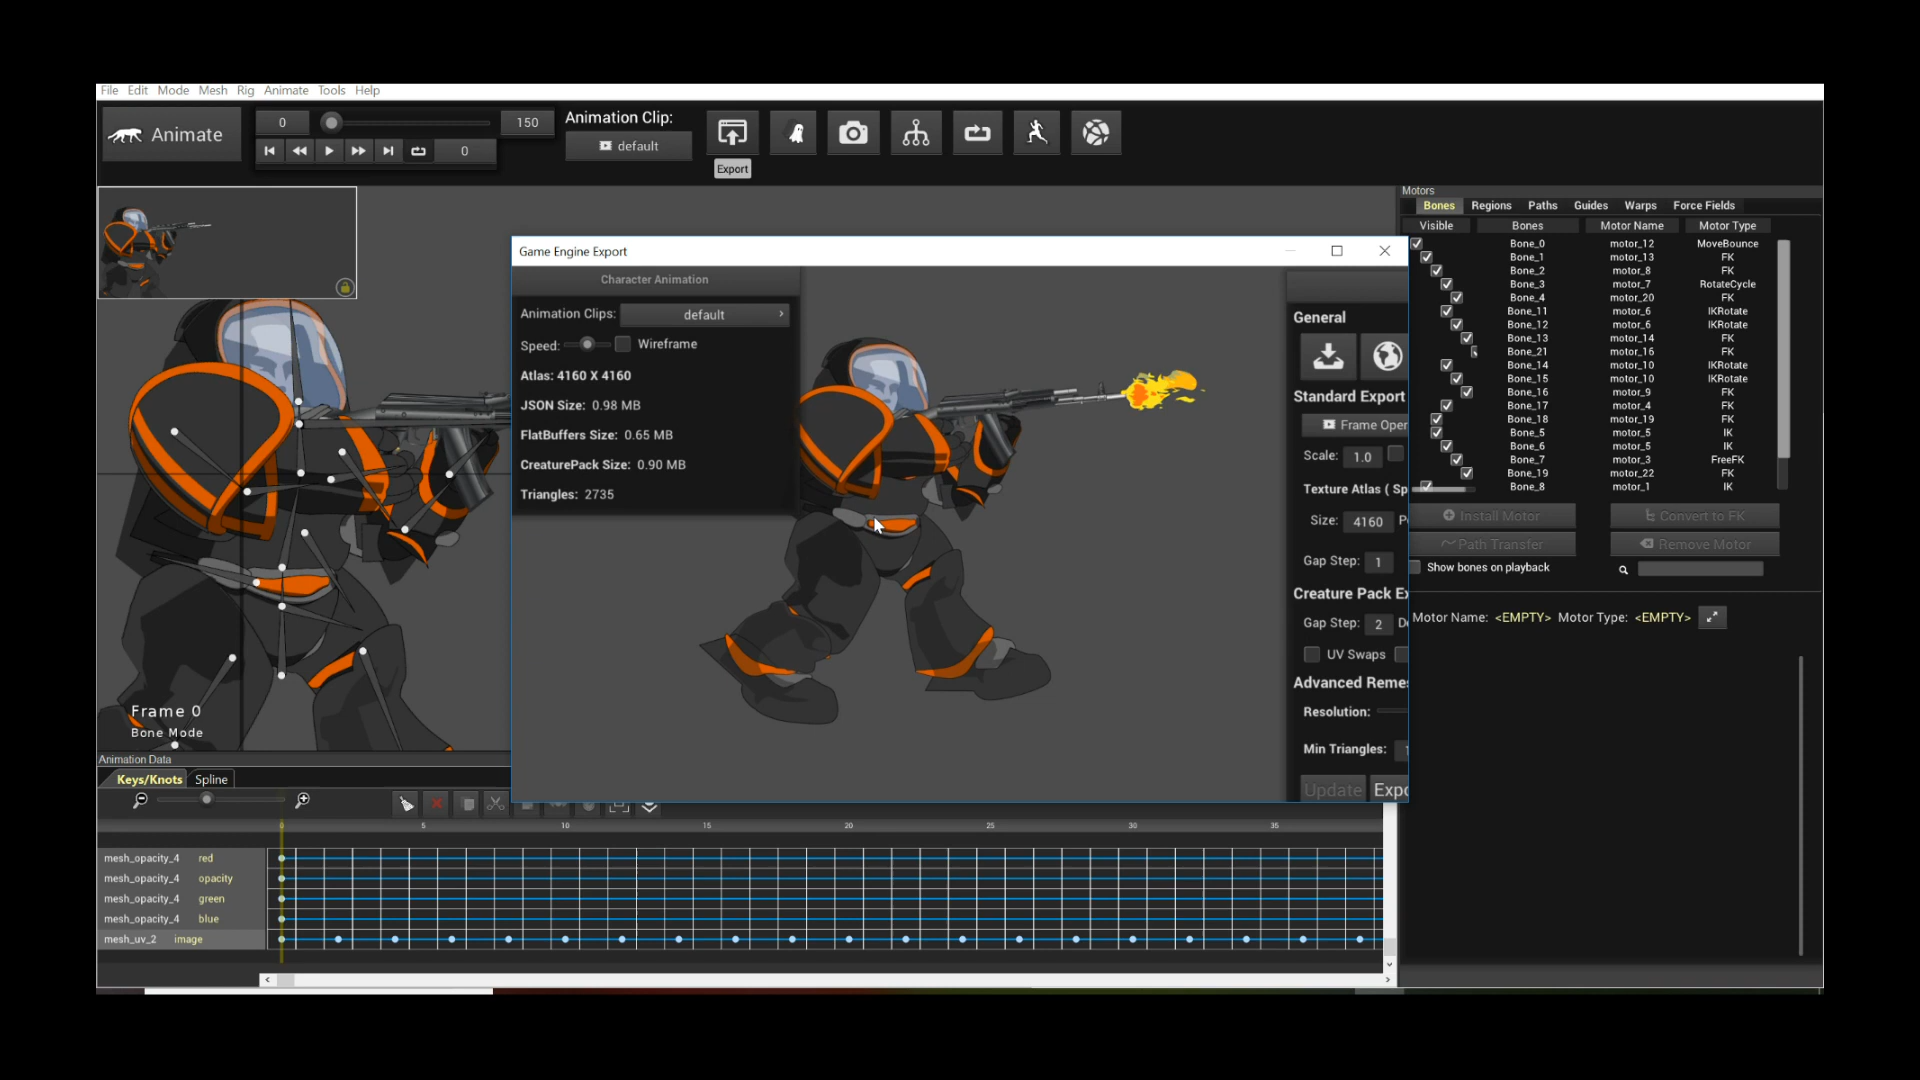 File Edit Mode Mesh Rig Animate Tools Help
Animate
0
150
0
Animation Clip:
default
Export
Motors
Bones Regions Paths Guides Warps Force Fields
Visible Bones Motor Name Motor Type
Bone_0 motor_12 MoveBounce
Bone_1 motor_13 FK
Bone_2 motor_8 FK
Bone_3 motor_7 RotateCycle
Bone_4 motor_20 FK
Bone_11 motor_6 IKRotate
Bone_12 motor_6 IKRotate
Bone_13 motor_14 FK
Bone_21 motor_16 FK
Bone_14 motor_10 IKRotate
Bone_15 motor_10 IKRotate
Bone_16 motor_9 FK
Bone_17 motor_4 FK
Bone_18 motor_19 FK
Bone_5 motor_5 IK
Bone_6 motor_5 IK
Bone_7 motor_3 FreeFK
Bone_19 motor_22 FK
Bone_8 motor_1 IK
Install Motor Convert to FK
Path Transfer Remove Motor
Show bones on playback
Motor Name: <EMPTY> Motor Type: <EMPTY>
Game Engine Export
Character Animation
Animation Clips: default
Speed: Wireframe
Atlas: 4160 X 4160
JSON Size: 0.98 MB
FlatBuffers Size: 0.65 MB
CreaturePack Size: 0.90 MB
Triangles: 2735
General
Standard Export
Frame Oper
Scale: 1.0
Texture Atlas ( Sp
Size: 4160
Gap Step: 1
Creature Pack Ex
Gap Step: 2
UV Swaps
Advanced Remes
Resolution:
Min Triangles:
Update Expo
Frame 0
Bone Mode
Animation Data
Keys/Knots Spline
0 5 10 15 20 25 30 35
mesh_opacity_4 red
mesh_opacity_4 opacity
mesh_opacity_4 green
mesh_opacity_4 blue
mesh_uv_2 image